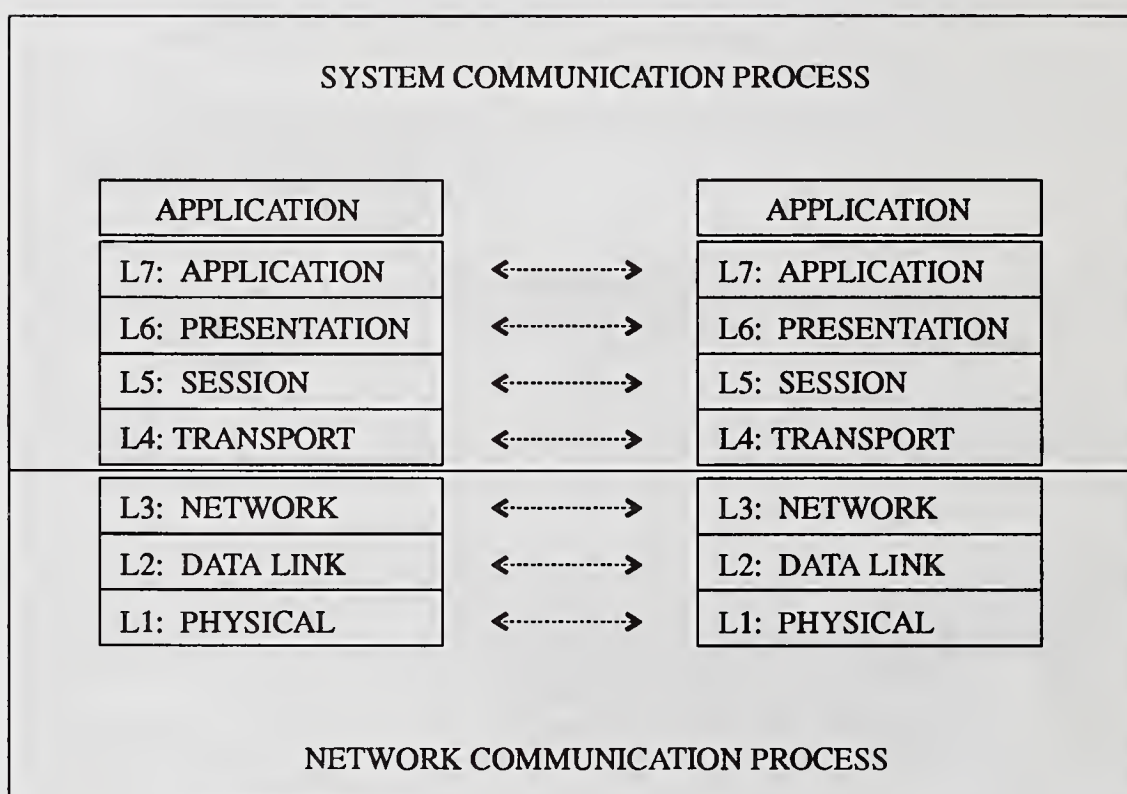 SYSTEM COMMUNICATION PROCESS
APPLICATION APPLICATION
L7: APPLICATION L7: APPLICATION
L6: PRESENTATION L6: PRESENTATION
L5: SESSION L5: SESSION
L4: TRANSPORT L4: TRANSPORT
L3: NETWORK L3: NETWORK
L2: DATA LINK L2: DATA LINK
L1: PHYSICAL L1: PHYSICAL
NETWORK COMMUNICATION PROCESS